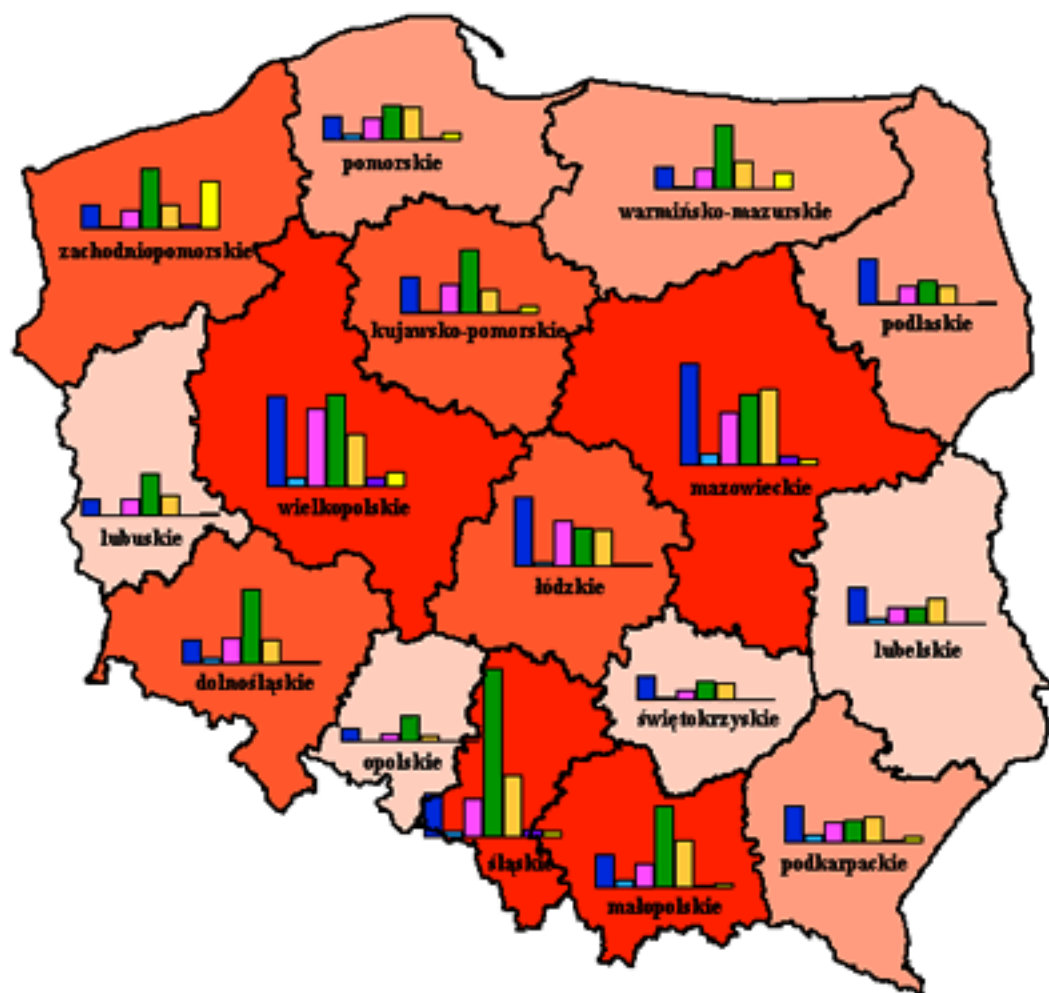 pomorskie
warmińsko-mazurskie
zachodniopomorskie
kujawsko-pomorskie
podlaskie
wielkopolskie
mazowieckie
lubuskie
łódzkie
lubelskie
dolnośląskie
świętokrzyskie
opolskie
śląskie
podkarpackie
małopolskie